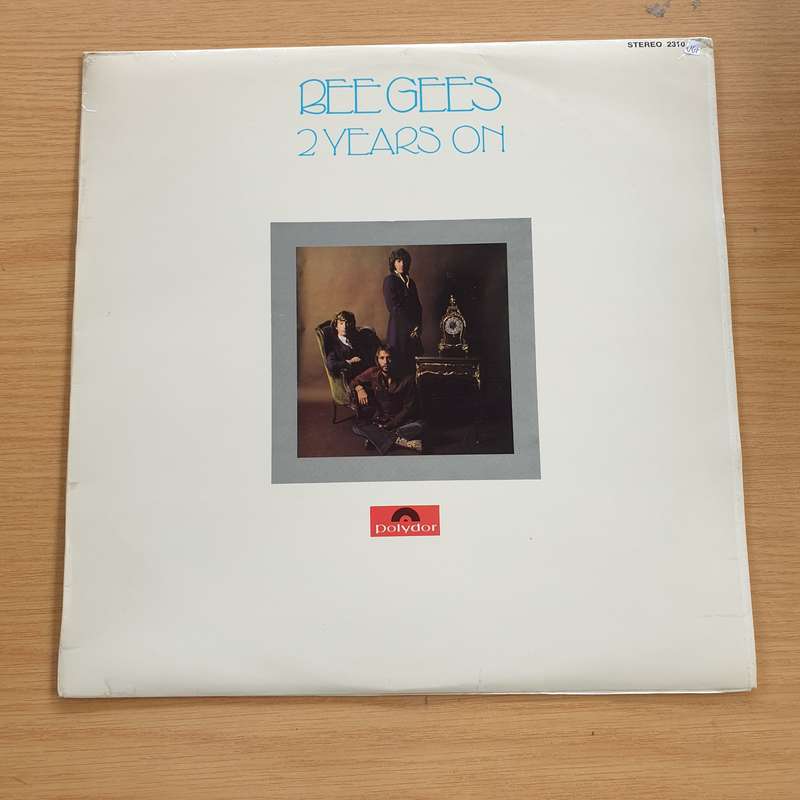 STEREO 2310
BEE GEES
2 YEARS ON
polydor